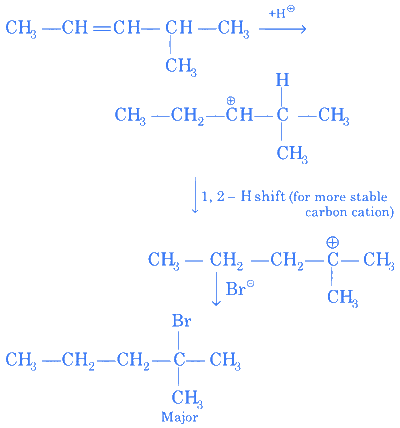 CH₃—CH=CH—CH—CH₃ +H⊕
CH₃
H
CH₃—CH₂—CH—C—CH₃
⊕
CH₃
1, 2 – H shift (for more stable
carbon cation)
⊕
CH₃—CH₂—CH₂—C—CH₃
CH₃
Br⊖
Br
CH₃—CH₂—CH₂—C—CH₃
CH₃
Major